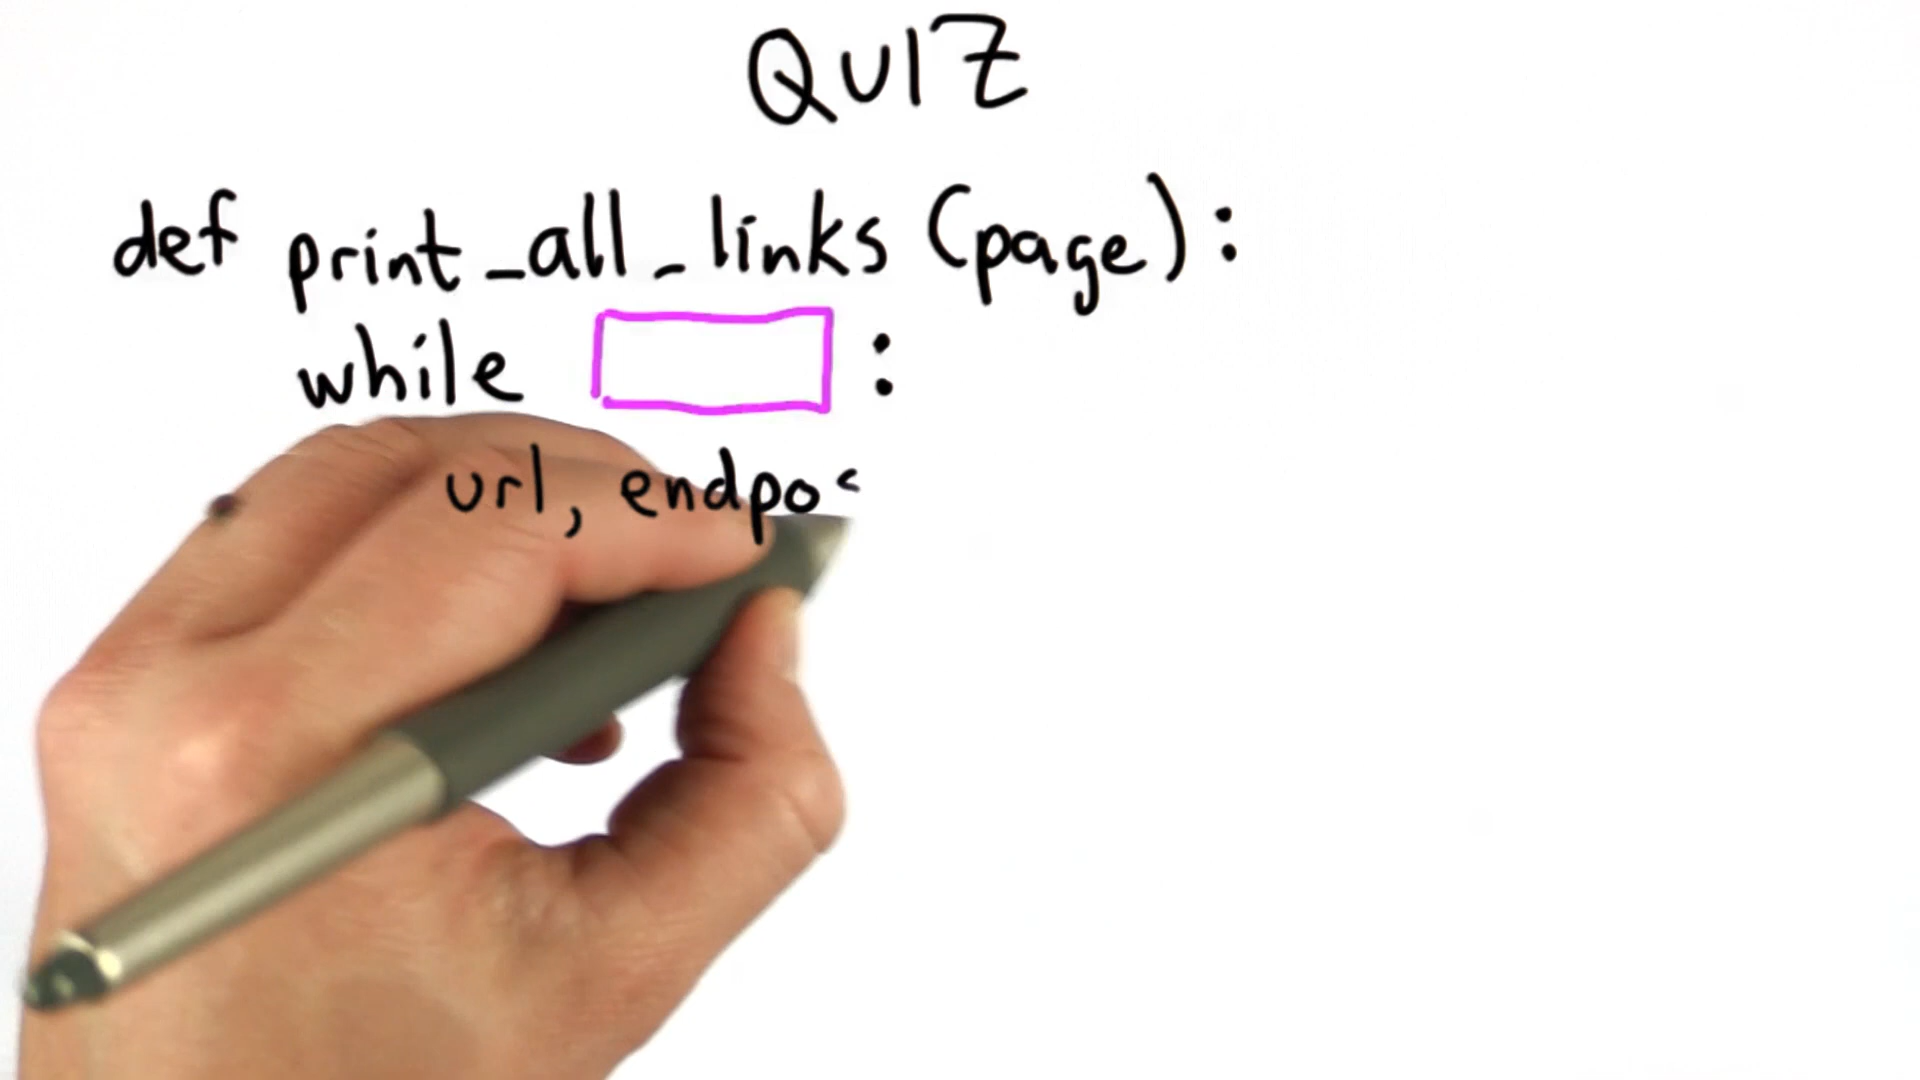 QUIZ
def print_all_links (page):
while :
url, endpo